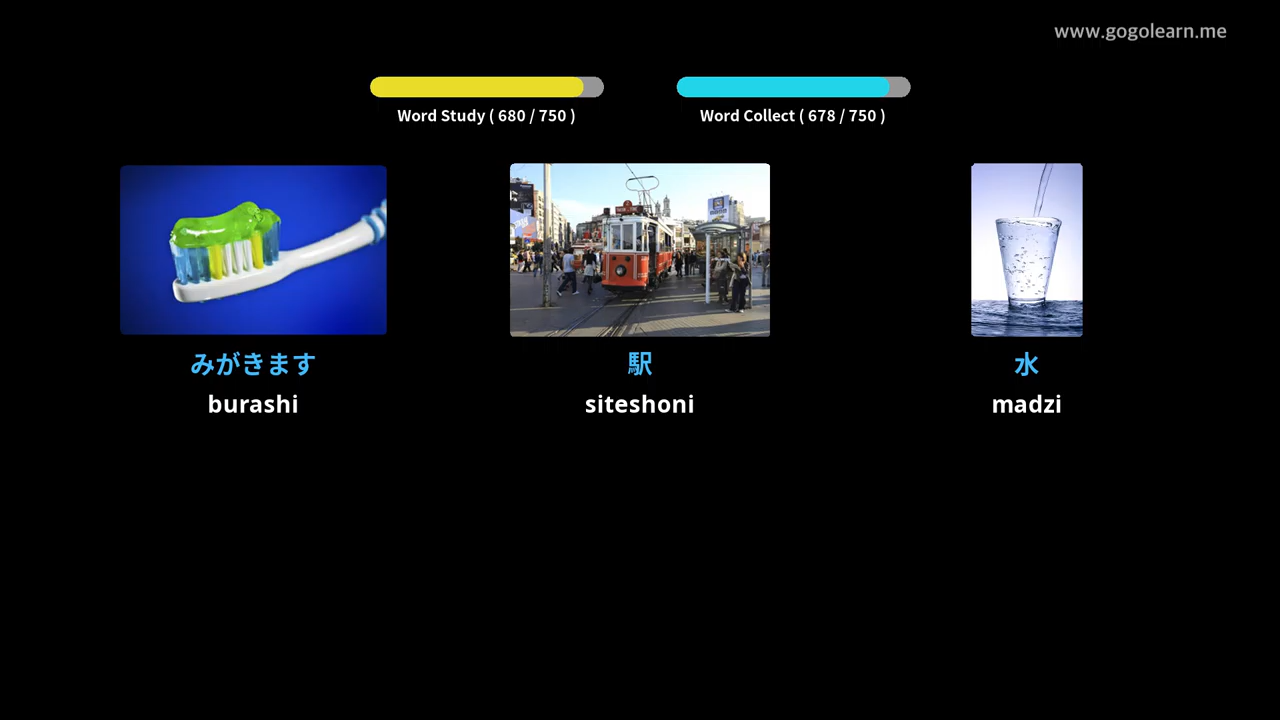 www.gogolearn.me
Word Study ( 680 / 750 )
Word Collect ( 678 / 750 )
みがきます
駅
水
burashi
siteshoni
madzi